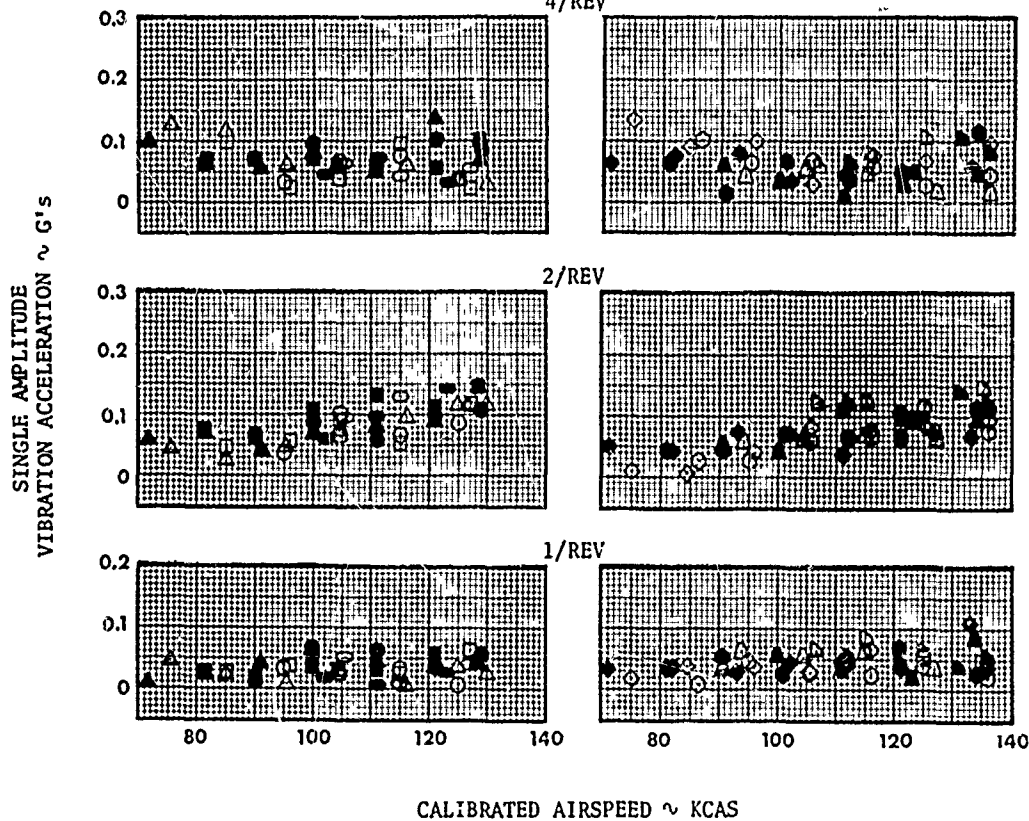 4/REV
0.3
0.2
0.1
0
2/REV
0.3
0.2
0.1
0
1/REV
0.2
0.1
0
80 100 120 140 80 100 120 140
SINGLE AMPLITUDE
VIBRATION ACCELERATION ~ G's
CALIBRATED AIRSPEED ~ KCAS